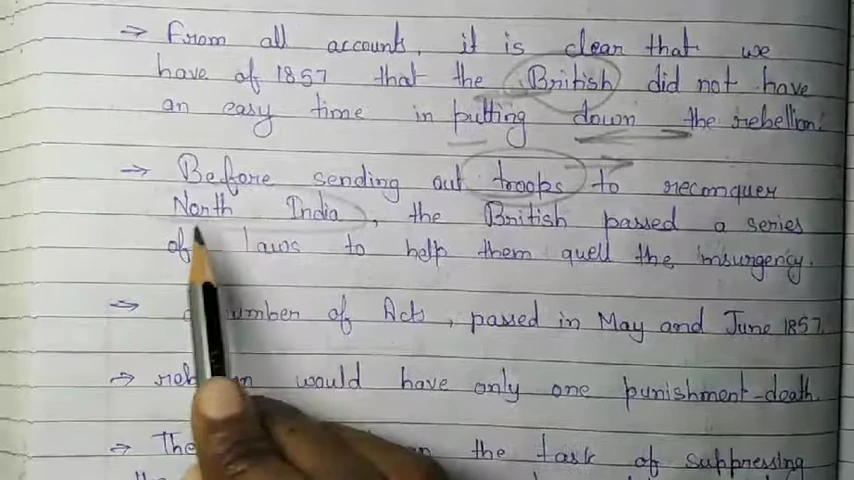 → From all accounts, it is clear that we
have of 1857 that the British did not have
an easy time in putting down the rebellion.
→ Before sending out troops to reconquer
North India, the British passed a series
of laws to help them quell the insurgency.
→ number of Acts, passed in May and June 1857
→ would have only one punishment-death.
→ the task of suppressing